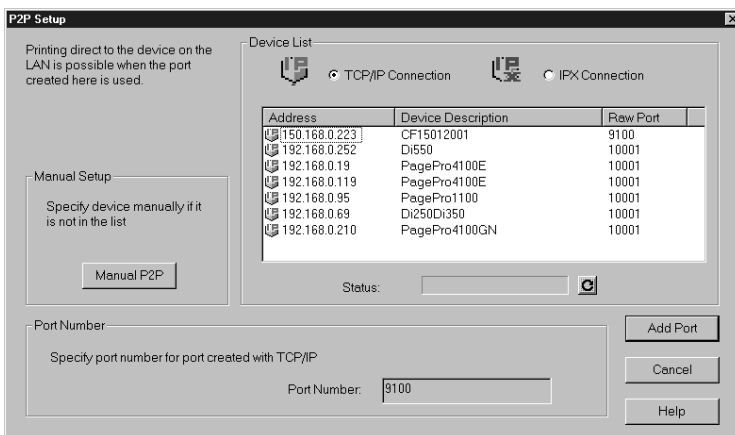 P2P Setup
Printing direct to the device on the
LAN is possible when the port
created here is used.
Device List
TCP/IP Connection
IPX Connection
Address Device Description Raw Port
150.168.0.223 CF15012001 9100
192.168.0.252 Di550 10001
192.168.0.19 PagePro4100E 10001
192.168.0.119 PagePro4100E 10001
192.168.0.95 PagePro1100 10001
192.168.0.69 Di250Di350 10001
192.168.0.210 PagePro4100GN 10001
Manual Setup
Specify device manually if it
is not in the list
Manual P2P
Status:
Port Number
Specify port number for port created with TCP/IP
Port Number: 9100
Add Port
Cancel
Help